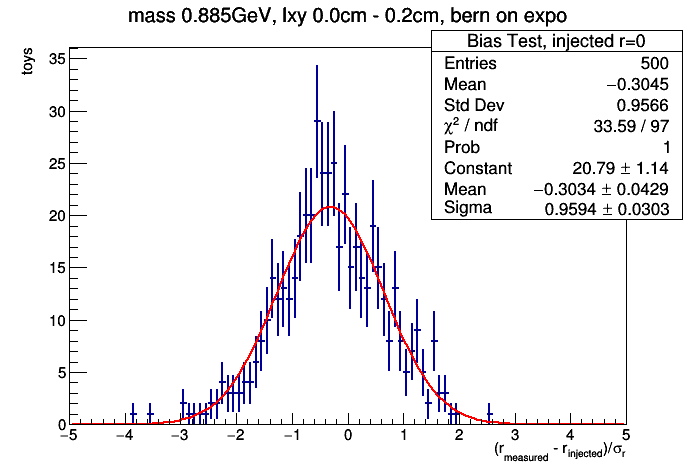 mass 0.885GeV, lxy 0.0cm - 0.2cm, bern on expo
Bias Test, injected r=0
Entries 500
Mean −0.3045
Std Dev 0.9566
χ² / ndf 33.59 / 97
Prob 1
Constant 20.79 ± 1.14
Mean −0.3034 ± 0.0429
Sigma 0.9594 ± 0.0303
toys
35
30
25
20
15
10
5
0
−5 −4 −3 −2 −1 0 1 2 3 4 5
(r_measured - r_injected)/σ_r